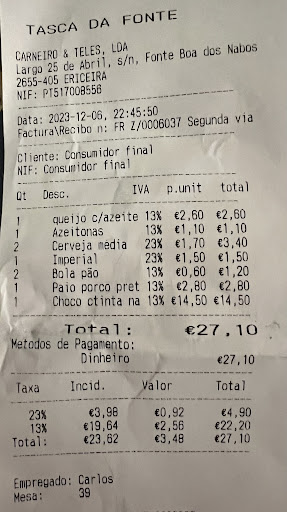 TASCA DA FONTE
CARNEIRO & TELES, LDA
Largo 25 de Abril, s/n, Fonte Boa dos Nabos
2655-405 ERICEIRA
NIF: PT517008556
Data: 2023-12-06, 22:45:50
Factura\Recibo n: FR Z/0006037 Segunda via
Cliente: Consumidor final
NIF: Consumidor final
Qt Desc. IVA p.unit total
1 queijo c/azeite 13% €2,60 €2,60
1 Azeitonas 13% €1,10 €1,10
2 Cerveja média 23% €1,70 €3,40
1 Imperial 23% €1,50 €1,50
2 Bola pão 13% €0,60 €1,20
1 Paio porco pret 13% €2,80 €2,80
1 Choco ctinta na 13% €14,50 €14,50
Total: €27,10
Metodos de Pagamento:
Dinheiro €27,10
Taxa Incid. Valor Total
23% €3,98 €0,92 €4,90
13% €19,64 €2,56 €22,20
Total: €23,62 €3,48 €27,10
Empregado: Carlos
Mesa: 39